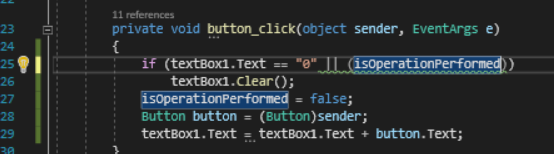 11 references
23 private void button_click(object sender, EventArgs e)
24 {
25 if (textBox1.Text == "0" || (isOperationPerformed))
26 textBox1.Clear();
27 isOperationPerformed = false;
28 Button button = (Button)sender;
29 textBox1.Text = textBox1.Text + button.Text;
}